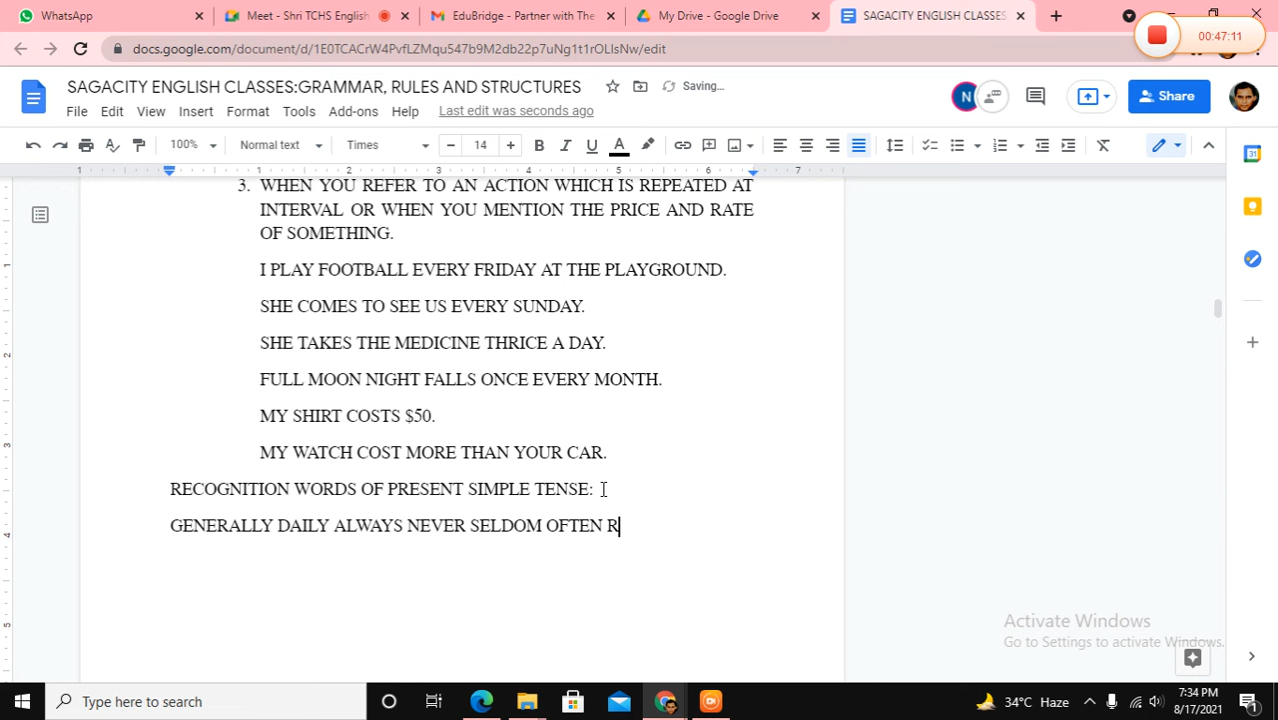 WhatsApp
Meet - Shri TCHS English
EduBridge - Partner with The
My Drive - Google Drive
SAGACITY ENGLISH CLASSES
00:47:11
docs.google.com/document/d/1E0TCACrW4PvfLZMqu547b9M2db22p7uNg1t1rOLIsNw/edit
SAGACITY ENGLISH CLASSES:GRAMMAR, RULES AND STRUCTURES
Saving...
File Edit View Insert Format Tools Add-ons Help Last edit was seconds ago
N
Share
100% Normal text Times 14
3. WHEN YOU REFER TO AN ACTION WHICH IS REPEATED AT
INTERVAL OR WHEN YOU MENTION THE PRICE AND RATE
OF SOMETHING.
I PLAY FOOTBALL EVERY FRIDAY AT THE PLAYGROUND.
SHE COMES TO SEE US EVERY SUNDAY.
SHE TAKES THE MEDICINE THRICE A DAY.
FULL MOON NIGHT FALLS ONCE EVERY MONTH.
MY SHIRT COSTS $50.
MY WATCH COST MORE THAN YOUR CAR.
RECOGNITION WORDS OF PRESENT SIMPLE TENSE:
GENERALLY DAILY ALWAYS NEVER SELDOM OFTEN R
Activate Windows
Go to Settings to activate Windows.
Type here to search
34°C Haze
7:34 PM
8/17/2021